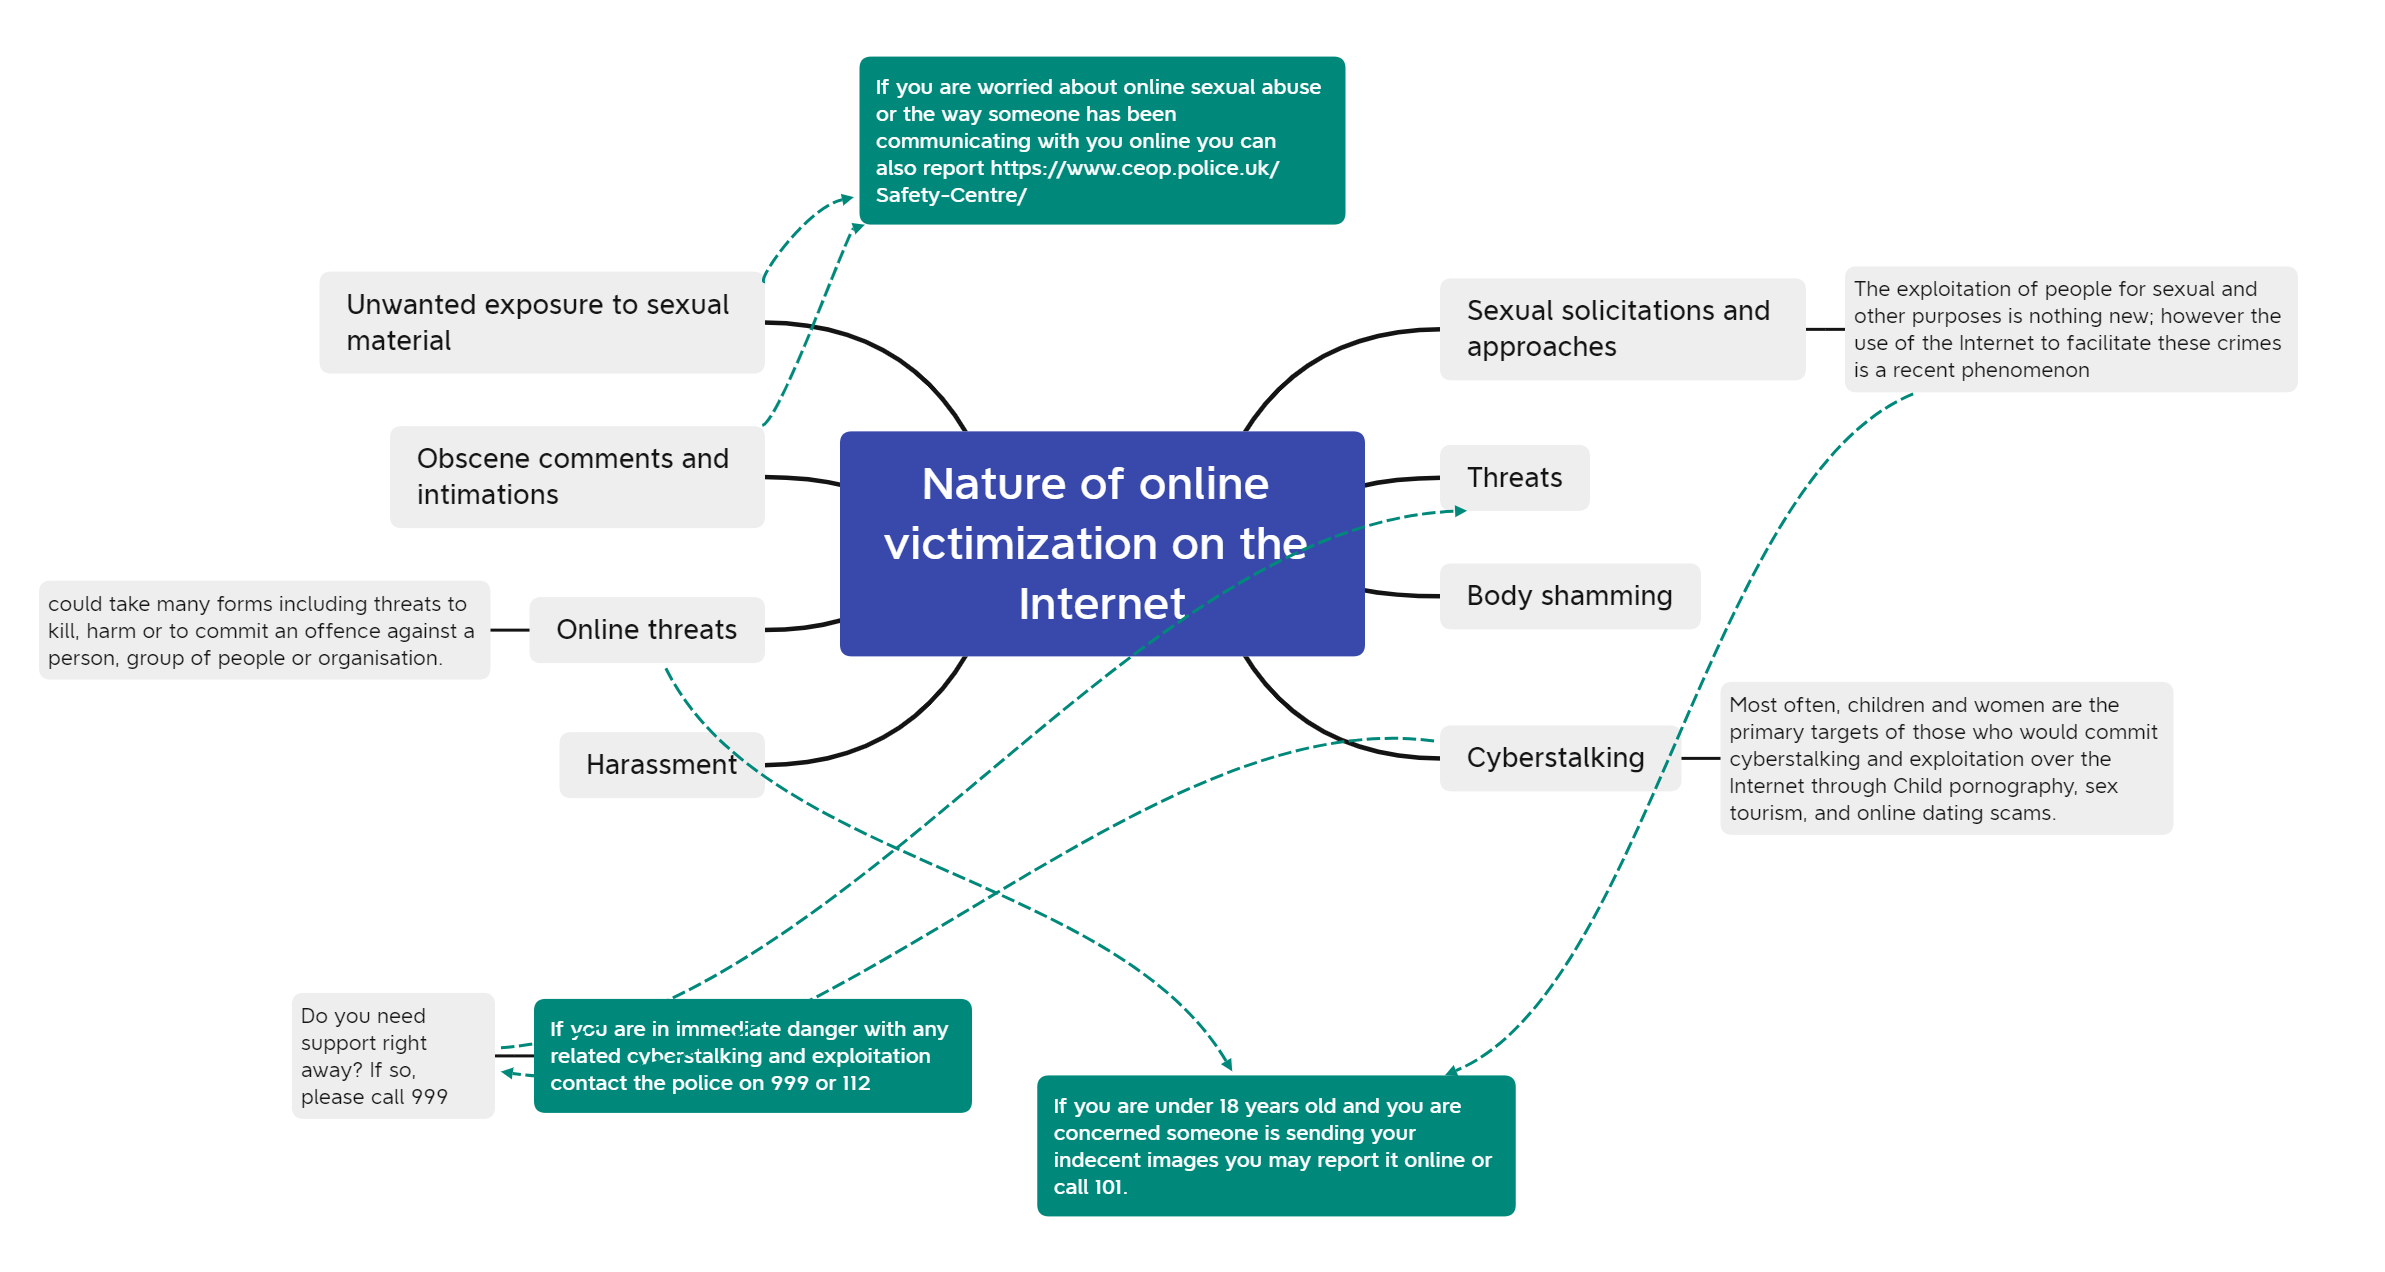 If you are worried about online sexual abuse
or the way someone has been
communicating with you online you can
also report https://www.ceop.police.uk/
Safety-Centre/
Unwanted exposure to sexual
material
Obscene comments and
intimations
could take many forms including threats to
kill, harm or to commit an offence against a
person, group of people or organisation.
Online threats
Harassment
Nature of online
victimization on the
Internet
Sexual solicitations and
approaches
The exploitation of people for sexual and
other purposes is nothing new; however the
use of the Internet to facilitate these crimes
is a recent phenomenon
Threats
Body shamming
Cyberstalking
Most often, children and women are the
primary targets of those who would commit
cyberstalking and exploitation over the
Internet through Child pornography, sex
tourism, and online dating scams.
Do you need
support right
away? If so,
please call 999
If you are in immediate danger with any
related cyberstalking and exploitation
contact the police on 999 or 112
If you are under 18 years old and you are
concerned someone is sending your
indecent images you may report it online or
call 101.